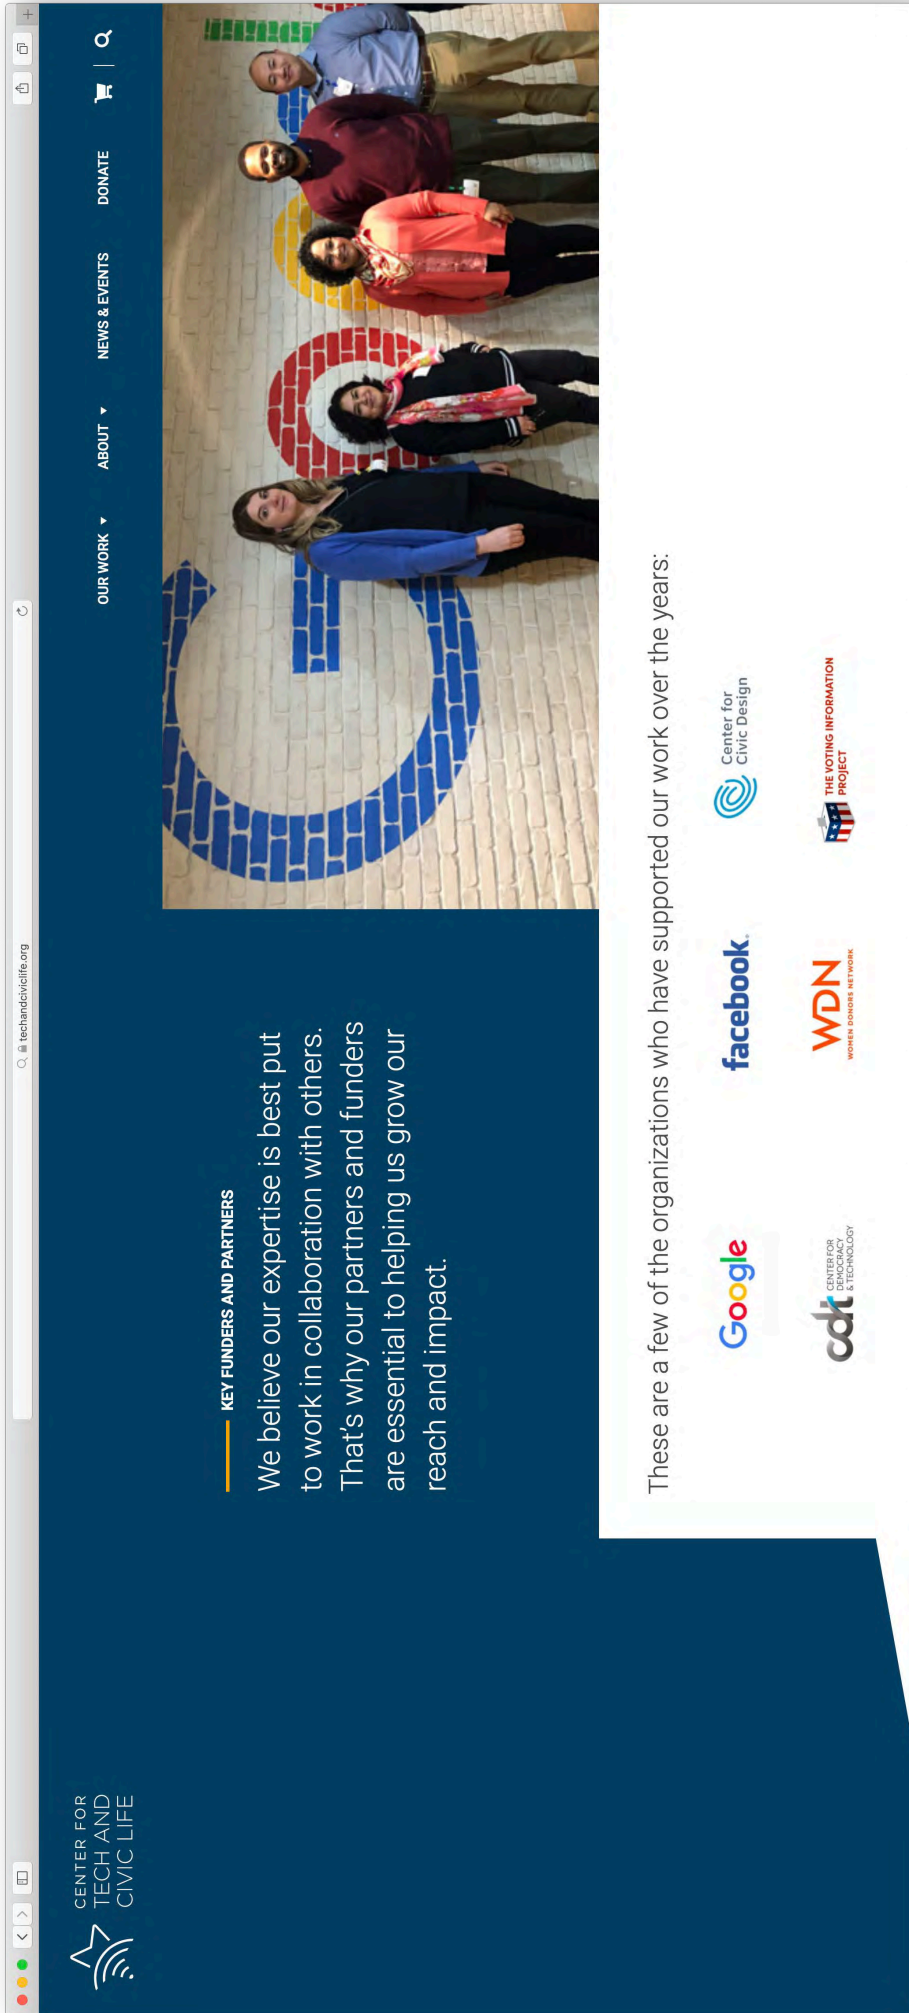 techandciviclife.org
CENTER FOR
TECH AND
CIVIC LIFE
OUR WORK
ABOUT
NEWS & EVENTS
DONATE
KEY FUNDERS AND PARTNERS
We believe our expertise is best put
to work in collaboration with others.
That's why our partners and funders
are essential to helping us grow our
reach and impact.
These are a few of the organizations who have supported our work over the years:
Google
facebook
Center for
Civic Design
cdt
CENTER FOR
DEMOCRACY
& TECHNOLOGY
WDN
WOMEN DONORS NETWORK
THE VOTING INFORMATION
PROJECT